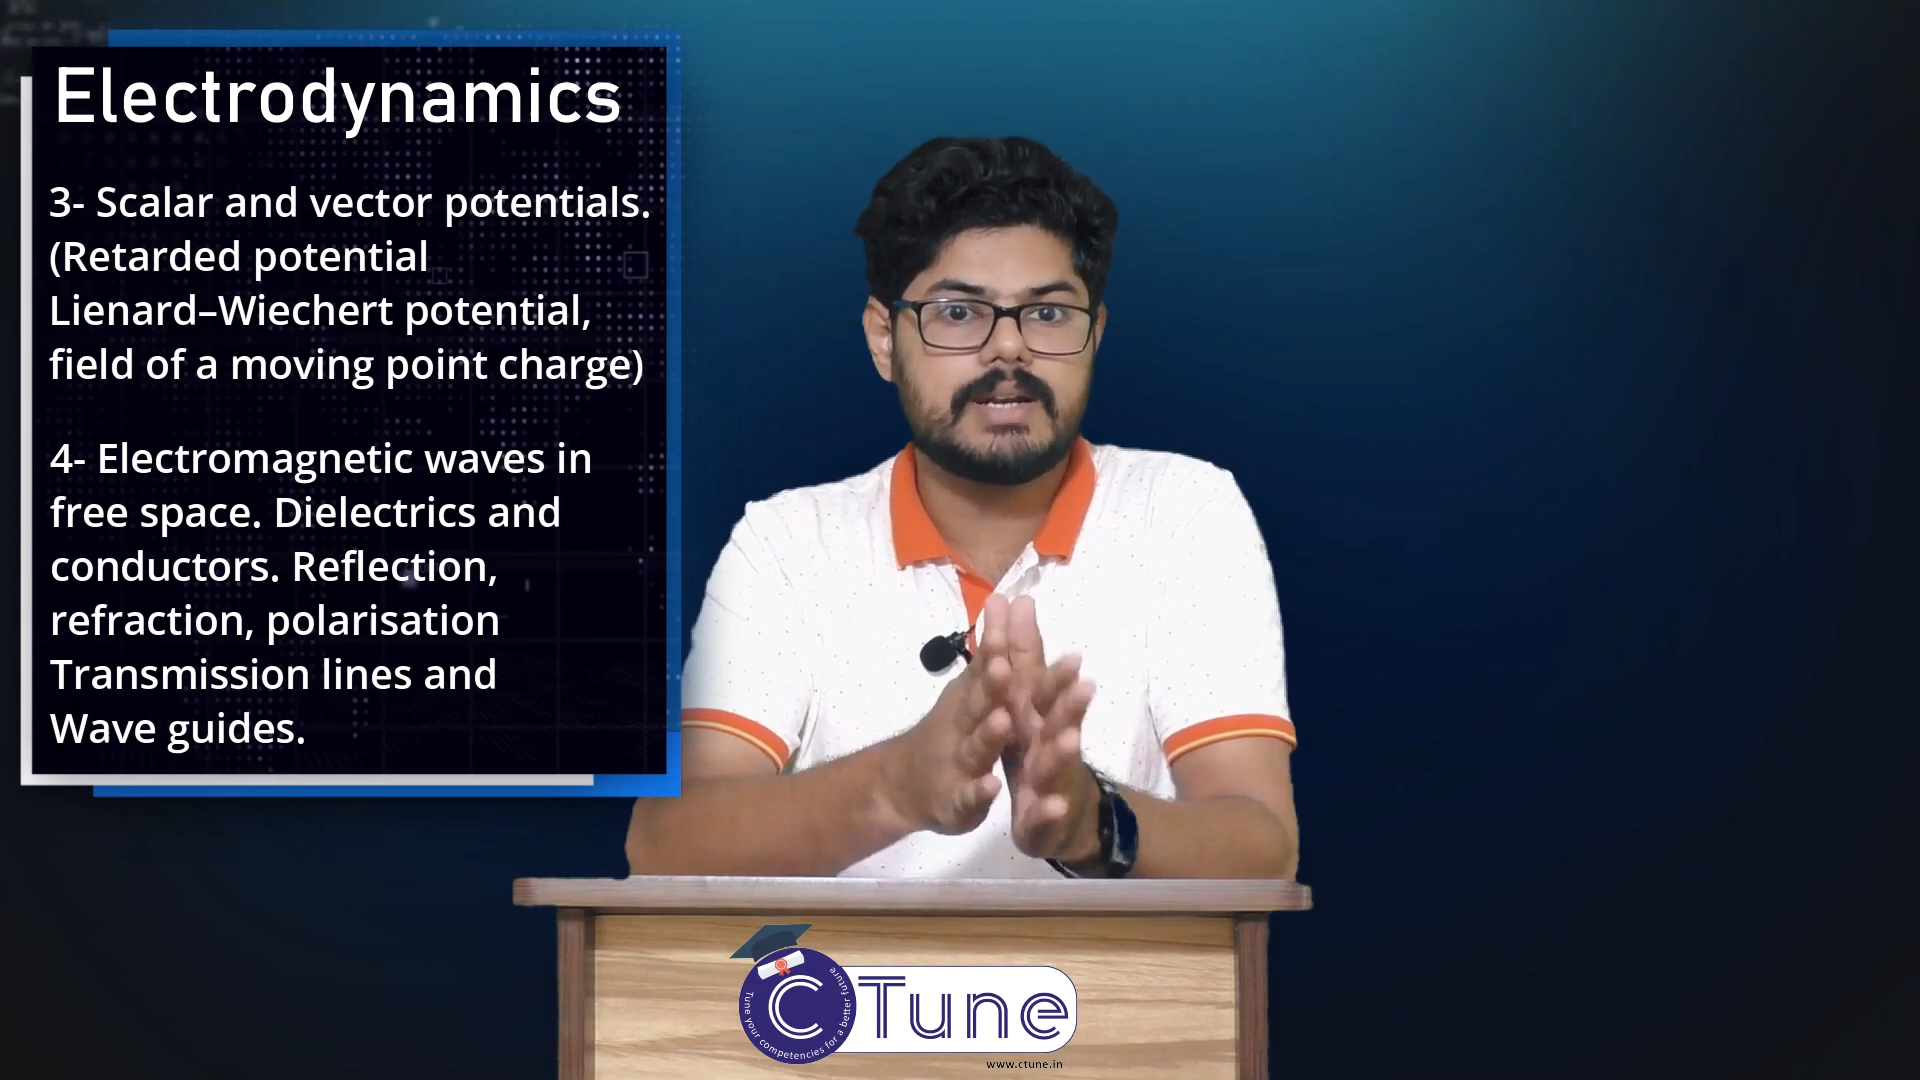 Electrodynamics
3- Scalar and vector potentials.
(Retarded potential
Lienard–Wiechert potential,
field of a moving point charge)
4- Electromagnetic waves in
free space. Dielectrics and
conductors. Reflection,
refraction, polarisation
Transmission lines and
Wave guides.
C Tune
Tune your competencies for a better future
www.ctune.in